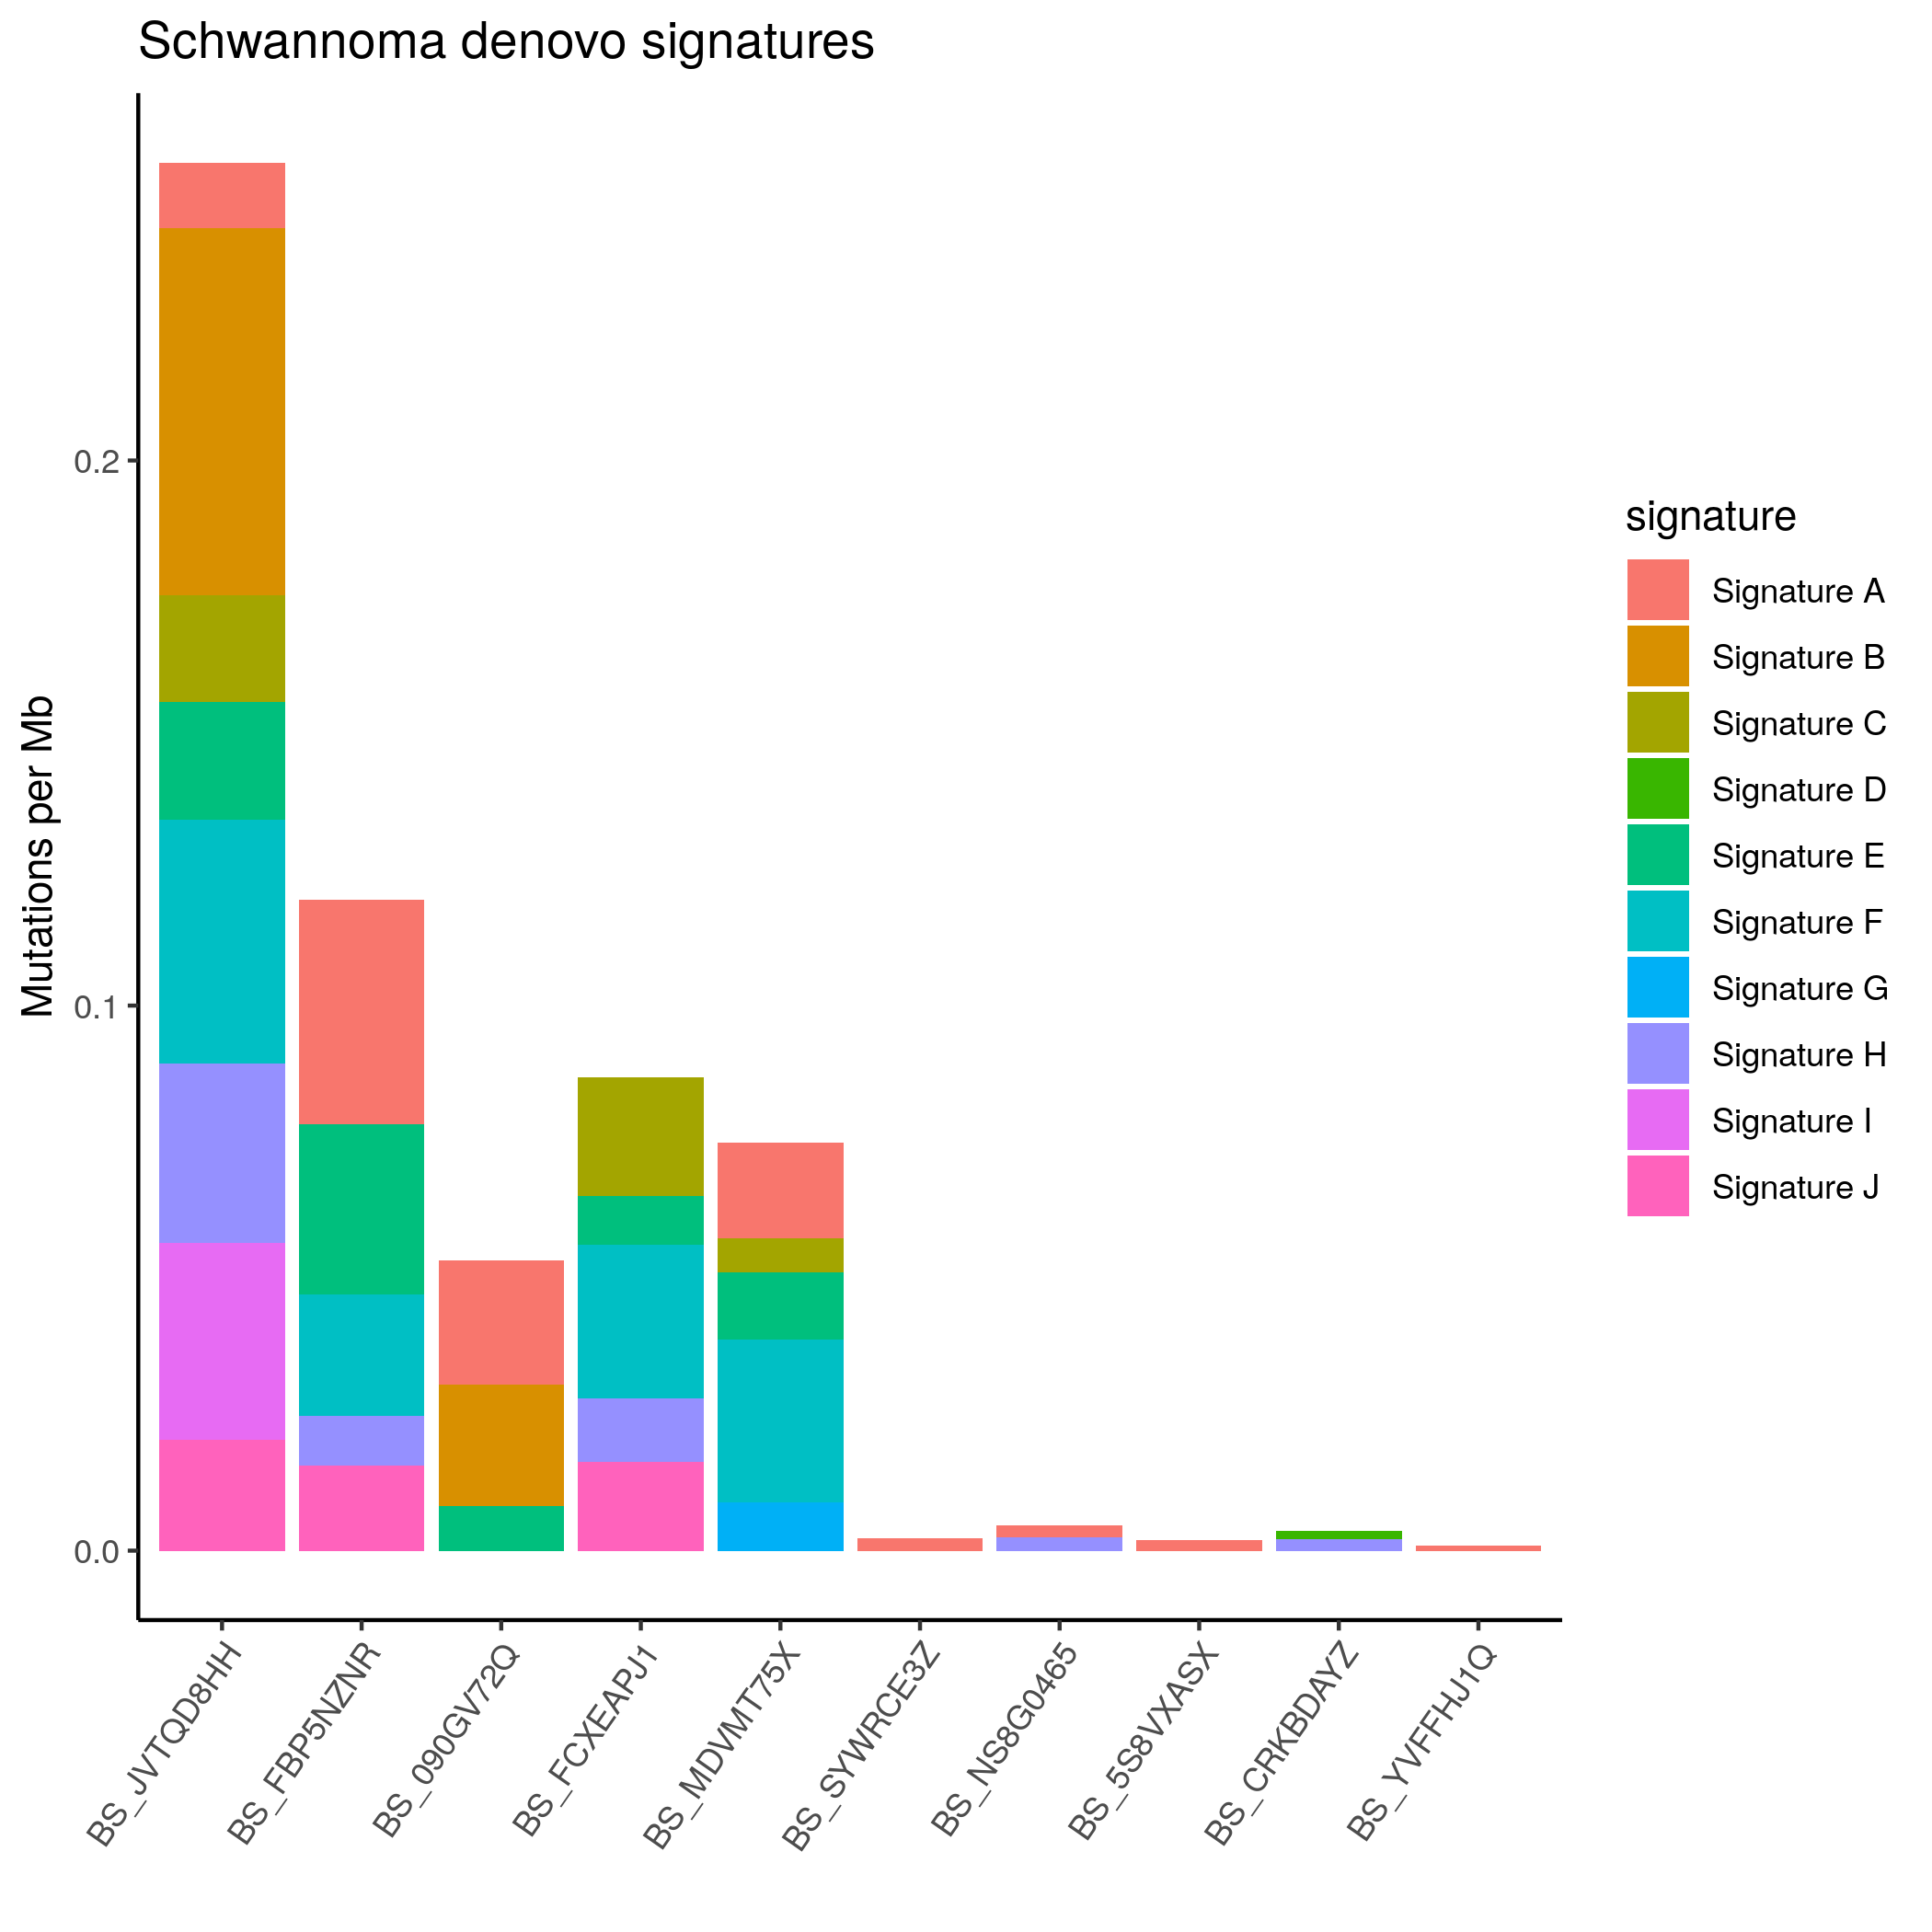 Schwannoma denovo signatures
Mutations per Mb
0.2
0.1
0.0
BS_JVTQD8HH
BS_FBP5NZNR
BS_090GV72Q
BS_FCXEAPJ1
BS_MDVMT75X
BS_SYWRCE3Z
BS_NS8G0465
BS_5S8VXASX
BS_CRKBDAYZ
BS_YVFFHJ1Q
signature
Signature A
Signature B
Signature C
Signature D
Signature E
Signature F
Signature G
Signature H
Signature I
Signature J